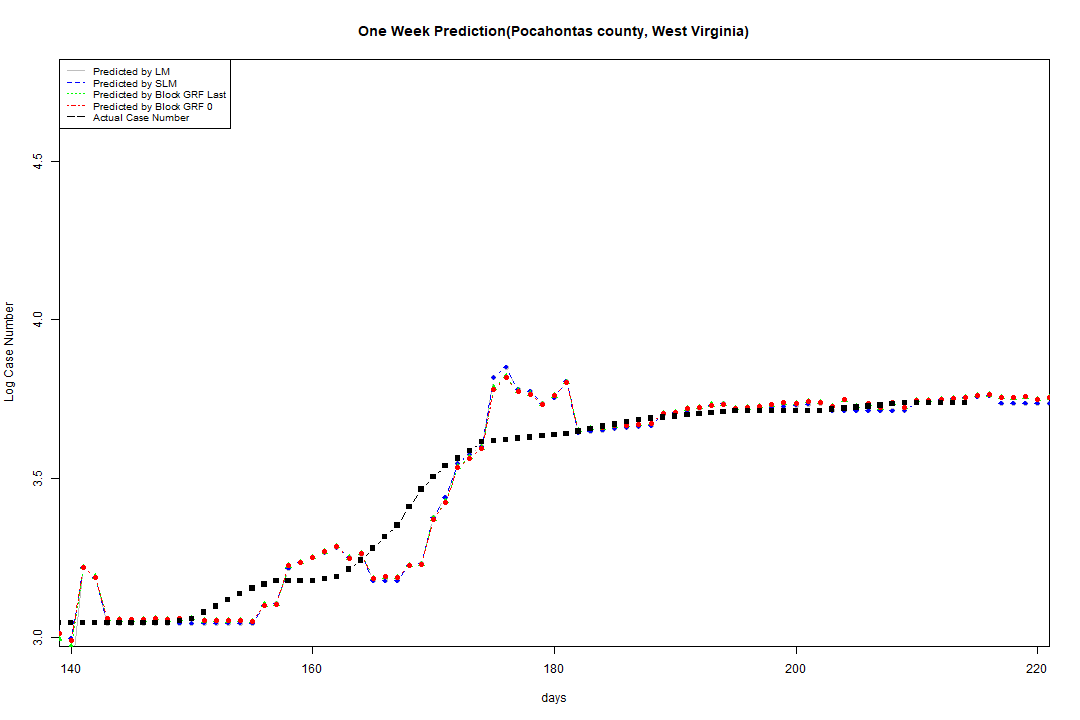 One Week Prediction(Pocahontas county, West Virginia)
Predicted by LM
Predicted by SLM
Predicted by Block GRF Last
Predicted by Block GRF 0
Actual Case Number
4.5
4.0
3.5
3.0
Log Case Number
140 160 180 200 220
days